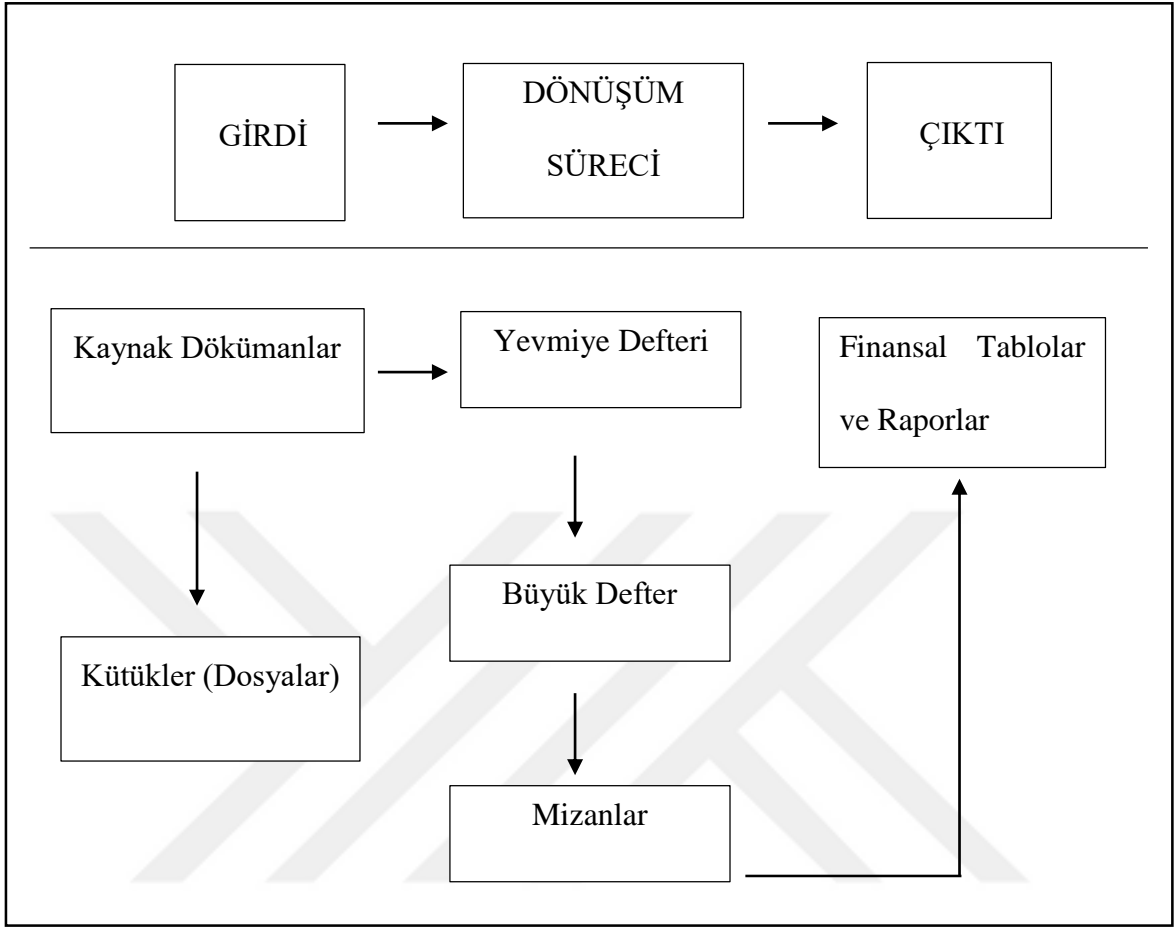 GİRDİ
DÖNÜŞÜM
SÜRECİ
ÇIKTI
Kaynak Dökümanlar
Yevmiye Defteri
Finansal Tablolar
ve Raporlar
Büyük Defter
Kütükler (Dosyalar)
Mizanlar